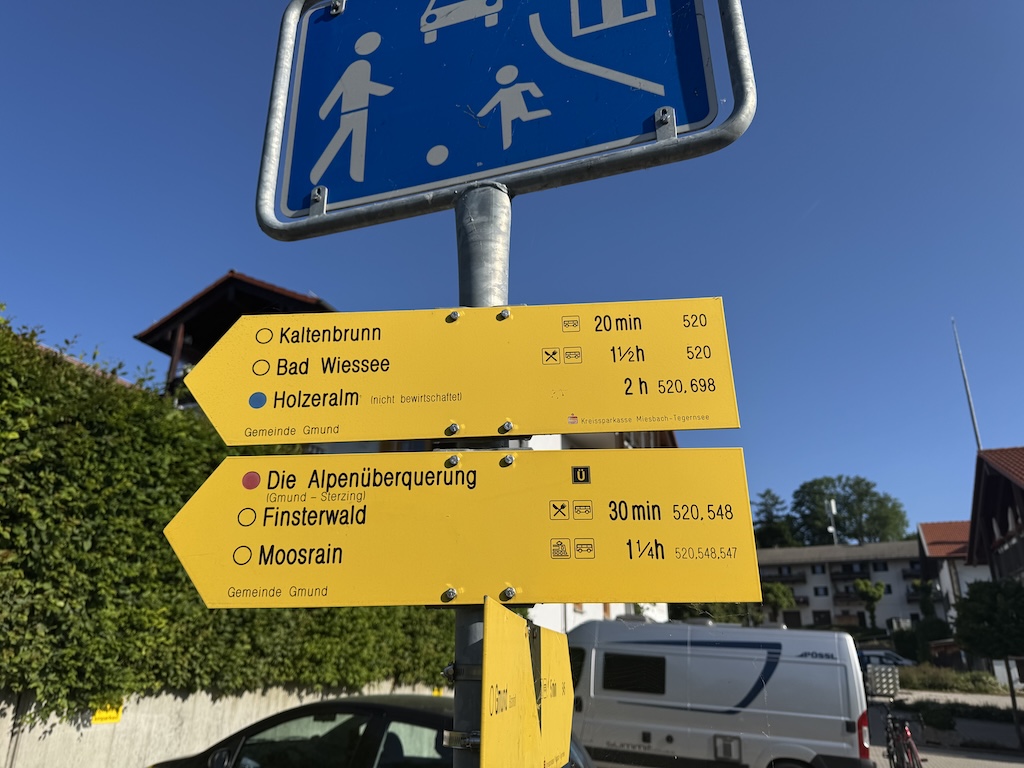 Kaltenbrunn 20 min 520
Bad Wiessee 1½h 520
Holzeralm (nicht bewirtschaftet) 2 h 520,698
Gemeinde Gmund Kreissparkasse Miesbach-Tegernsee
Die Alpenüberquerung Ü
(Gmund – Sterzing)
Finsterwald 30 min 520,548
Moosrain 1¼h 520,548,547
Gemeinde Gmund
Gmund
PÖSSL